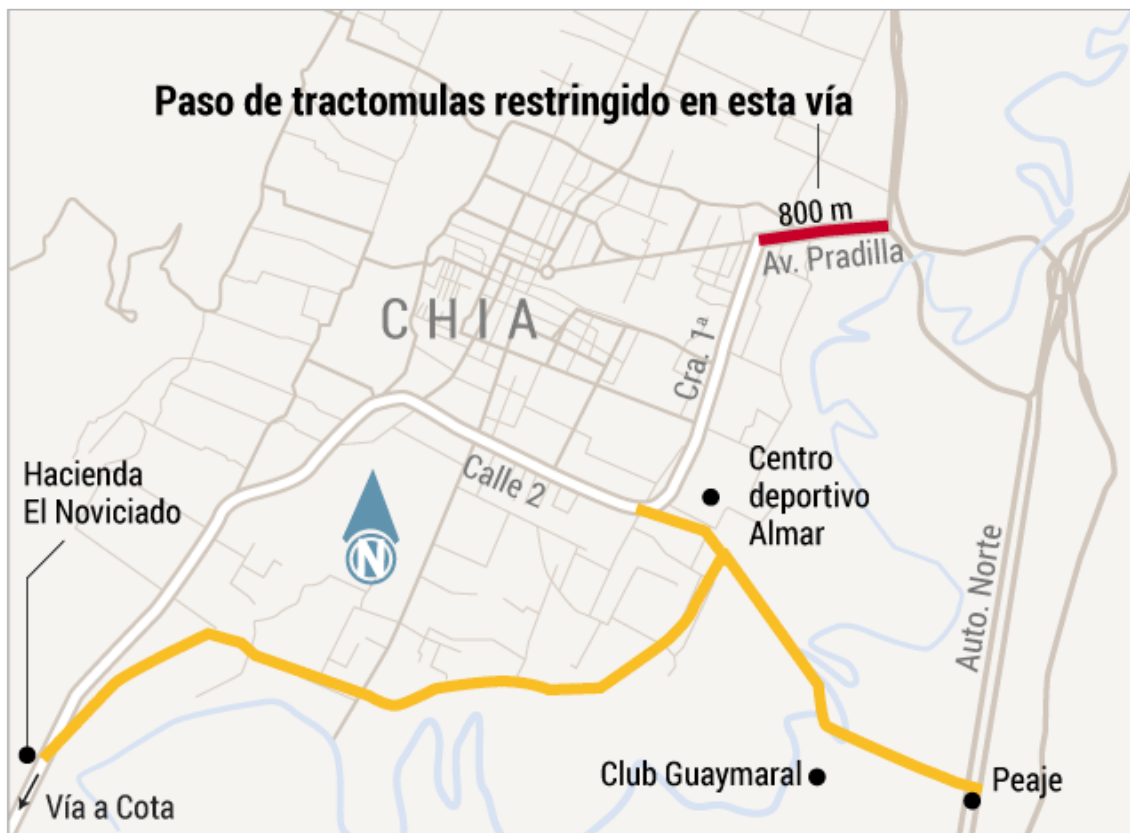 Paso de tractomulas restringido en esta vía
800 m
Av. Pradilla
CHIA
Cra. 1ª
Calle 2
Centro
deportivo
Almar
Hacienda
El Noviciado
N
Auto. Norte
Club Guaymaral
Peaje
Vía a Cota